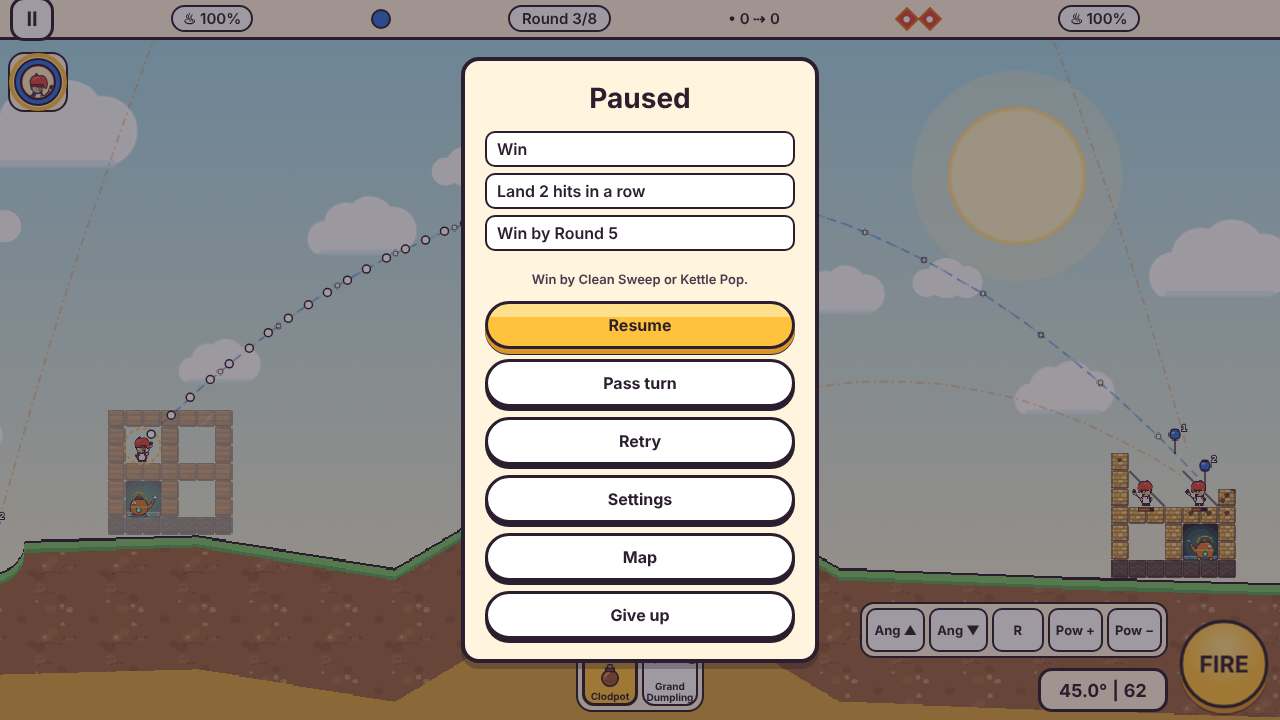 100%
Round 3/8
• 0 ⇢ 0
100%
Paused
Win
Land 2 hits in a row
Win by Round 5
Win by Clean Sweep or Kettle Pop.
Resume
Pass turn
Retry
Settings
Map
Give up
1
2
2
Ang ▲
Ang ▼
R
Pow +
Pow −
FIRE
45.0° | 62
Clodpot
Grand
Dumpling